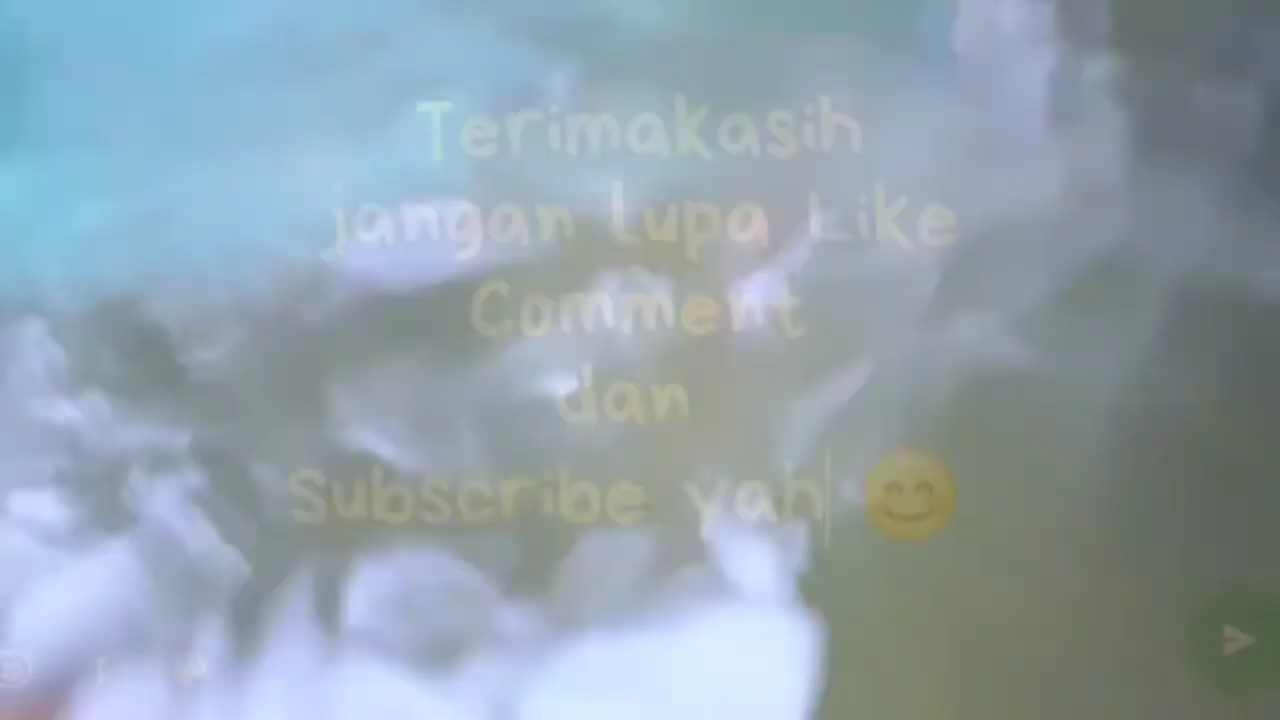 Terimakasih
jangan Lupa Like
Comment
dan
Subscribe yah 😊